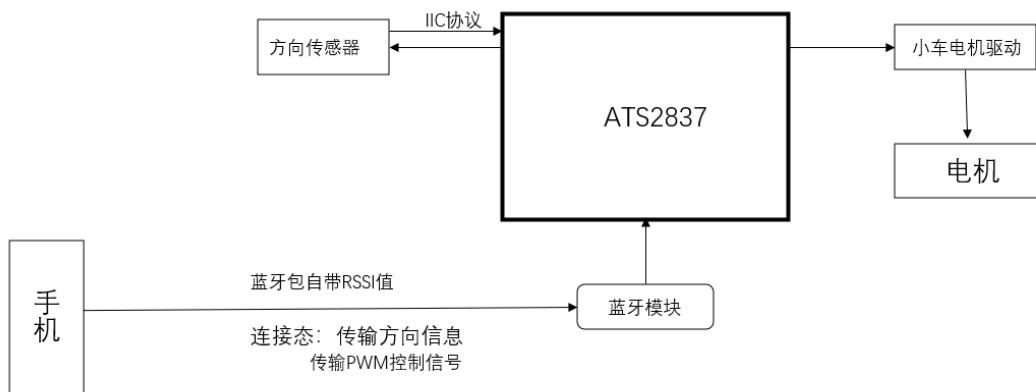 IIC协议
方向传感器
ATS2837
小车电机驱动
电机
手
机
蓝牙包自带RSSI值
蓝牙模块
连接态：传输方向信息
传输PWM控制信号